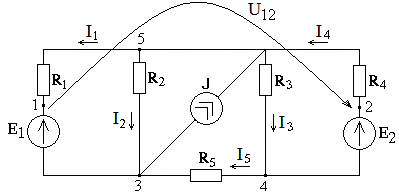 U12
I1 5 I4
R1 R2 J R3 R4
1 2
E1 I2 I3 E2
R5 I5
3 4